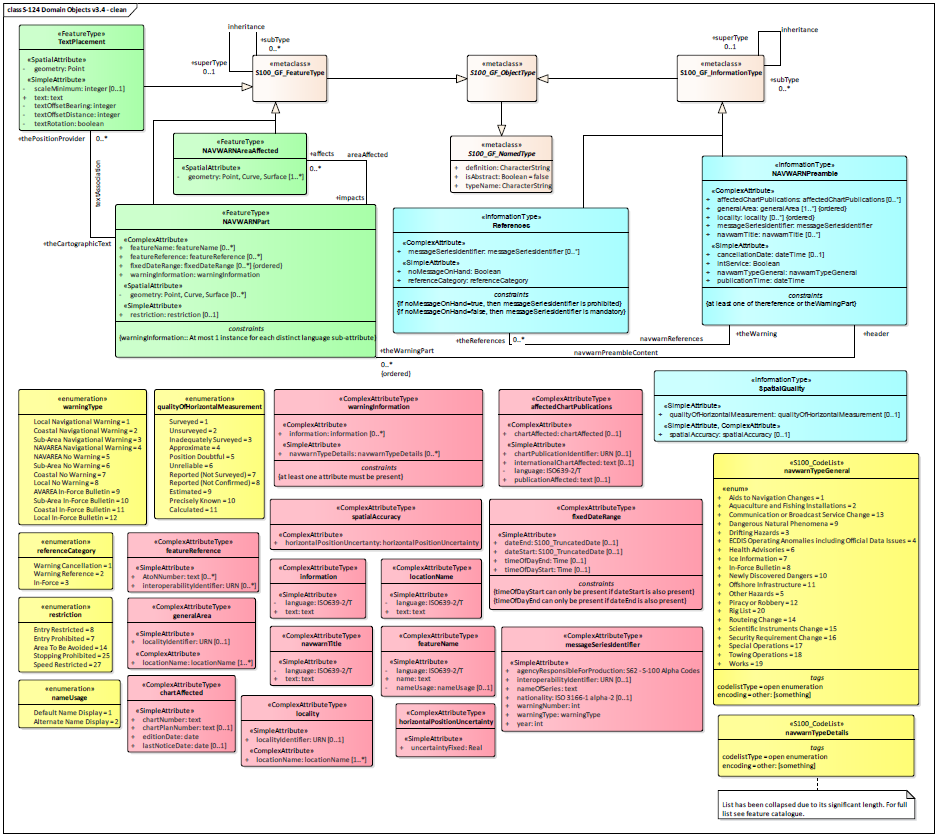 class S-124 Domain Objects v3.4 - clean
«FeatureType»
TextPlacement
«SpatialAttribute»
- geometry: Point
«SimpleAttribute»
- scaleMinimum: integer [0..1]
+ text: text
- textOffsetBearing: integer
- textOffsetDistance: integer
- textRotation: boolean
inheritance
+subType
0..*
+superType
0..1
«metaclass»
S100_GF_FeatureType
«metaclass»
S100_GF_ObjectType
«metaclass»
S100_GF_InformationType
+superType
0..1
inheritance
+subType
0..*
«metaclass»
S100_GF_NamedType
+ definition: CharacterString
+ isAbstract: Boolean = false
+ typeName: CharacterString
+thePositionProvider 0..*
textAssociation
+theCartographicText
«FeatureType»
NAVWARNAreaAffected
«SpatialAttribute»
- geometry: Point, Curve, Surface [1..*]
+affects
0..*
areaAffected
+impacts
«FeatureType»
NAVWARNPart
«ComplexAttribute»
+ featureName: featureName [0..*]
+ featureReference: featureReference [0..*]
+ fixedDateRange: fixedDateRange [0..*] {ordered}
+ warningInformation: warningInformation
«SpatialAttribute»
- geometry: Point, Curve, Surface [0..*]
«SimpleAttribute»
+ restriction: restriction [0..1]
constraints
{warningInformation:: At most 1 instance for each distinct language sub-attribute}
«informationType»
References
«ComplexAttribute»
+ messageSeriesIdentifier: messageSeriesIdentifier [0..*]
«SimpleAttribute»
+ noMessageOnHand: Boolean
+ referenceCategory: referenceCategory
constraints
{If noMessageOnHand=true, then messageSeriesIdentifier is prohibited}
{If noMessageOnHand=false, then messageSeriesIdentifier is mandatory}
«informationType»
NAVWARNPreamble
«ComplexAttribute»
+ affectedChartPublications: affectedChartPublications [0..*]
+ generalArea: generalArea [1..*] {ordered}
+ locality: locality [0..*] {ordered}
+ messageSeriesIdentifier: messageSeriesIdentifier
+ navwarnTitle: navwarnTitle [0..*]
«SimpleAttribute»
+ cancellationDate: dateTime [0..1]
+ intService: Boolean
+ navwarnTypeGeneral: navwarnTypeGeneral
+ publicationTime: dateTime
constraints
{at least one of thereference or theWarningPart}
+theReferences 0..*
navwarnReferences
+theWarning
+header
+theWarningPart
navwarnPreambleContent
0..*
{ordered}
«informationType»
SpatialQuality
«SimpleAttribute»
+ qualityOfHorizontalMeasurement: qualityOfHorizontalMeasurement [0..1]
«SimpleAttribute, ComplexAttribute»
+ spatialAccuracy: spatialAccuracy [0..1]
«enumeration»
warningType
Local Navigational Warning = 1
Coastal Navigational Warning = 2
Sub-Area Navigational Warning = 3
NAVAREA Navigational Warning = 4
NAVAREA No Warning = 5
Sub-Area No Warning = 6
Coastal No Warning = 7
Local No Warning = 8
AVAREA In-Force Bulletin = 9
Sub-Area In-Force Bulletin = 10
Coastal In-Force Bulletin = 11
Local In-Force Bulletin = 12
«enumeration»
qualityOfHorizontalMeasurement
Surveyed = 1
Unsurveyed = 2
Inadequately Surveyed = 3
Approximate = 4
Position Doubtful = 5
Unreliable = 6
Reported (Not Surveyed) = 7
Reported (Not Confirmed) = 8
Estimated = 9
Precisely Known = 10
Calculated = 11
«ComplexAttributeType»
warningInformation
«ComplexAttribute»
+ information: information [0..*]
«SimpleAttribute»
+ navwarnTypeDetails: navwarnTypeDetails [0..*]
constraints
{at least one attribute must be present}
«ComplexAttributeType»
affectedChartPublications
«ComplexAttribute»
+ chartAffected: chartAffected [0..1]
«SimpleAttribute»
+ chartPublicationIdentifier: URN [0..1]
+ internationalChartAffected: text [0..1]
- language: ISO639-2/T
+ publicationAffected: text [0..1]
«S100_CodeList»
navwarnTypeGeneral
«enum»
+ Aids to Navigation Changes = 1
+ Aquaculture and Fishing Installations = 2
+ Communication or Broadcast Service Change = 13
+ Dangerous Natural Phenomena = 9
+ Drifting Hazards = 3
+ ECDIS Operating Anomalies including Official Data Issues = 4
+ Health Advisories = 6
+ Ice Information = 7
+ In-Force Bulletin = 8
+ Newly Discovered Dangers = 10
+ Offshore Infrastructure = 11
+ Other Hazards = 5
+ Piracy or Robbery = 12
+ Rig List = 20
+ Routeing Change = 14
+ Scientific Instruments Change = 15
+ Security Requirement Change = 16
+ Special Operations = 17
+ Towing Operations = 18
+ Works = 19
tags
codelistType = open enumeration
encoding = other: [something]
«ComplexAttributeType»
spatialAccuracy
«ComplexAttribute»
+ horizontalPositionUncertainty: horizontalPositionUncertainty
«ComplexAttributeType»
fixedDateRange
«SimpleAttribute»
+ dateEnd: S100_TruncatedDate [0..1]
+ dateStart: S100_TruncatedDate [0..1]
+ timeOfDayEnd: Time [0..1]
+ timeOfDayStart: Time [0..1]
constraints
{timeOfDayStart can only be present if dateStart is also present}
{timeOfDayEnd can only be present if dateEnd is also present}
«enumeration»
referenceCategory
Warning Cancellation = 1
Warning Reference = 2
In-Force = 3
«ComplexAttributeType»
featureReference
«SimpleAttribute»
+ AtoNNumber: text [0..*]
+ interoperabilityIdentifier: URN [0..*]
«ComplexAttributeType»
information
«SimpleAttribute»
- language: ISO639-2/T
+ text: text
«ComplexAttributeType»
locationName
«SimpleAttribute»
- language: ISO639-2/T
+ text: text
«enumeration»
restriction
Entry Restricted = 8
Entry Prohibited = 7
Area To Be Avoided = 14
Stopping Prohibited = 25
Speed Restricted = 27
«ComplexAttributeType»
generalArea
«SimpleAttribute»
+ localityIdentifier: URN [0..1]
«ComplexAttribute»
+ locationName: locationName [1..*]
«ComplexAttributeType»
navwarnTitle
«SimpleAttribute»
- language: ISO639-2/T
+ text: text
«ComplexAttributeType»
featureName
«SimpleAttribute»
- language: ISO639-2/T
+ name: text
+ nameUsage: nameUsage [0..1]
«ComplexAttributeType»
messageSeriesIdentifier
«SimpleAttribute»
+ agencyResponsibleForProduction: S62 - S-100 Alpha Codes
+ interoperabilityIdentifier: URN [0..1]
+ nameOfSeries: text
+ nationality: ISO 3166-1 alpha-2 [0..1]
+ warningNumber: int
+ warningType: warningType
+ year: int
«enumeration»
nameUsage
Default Name Display = 1
Alternate Name Display = 2
«ComplexAttributeType»
chartAffected
«SimpleAttribute»
+ chartNumber: text
+ chartPlanNumber: text [0..1]
+ editionDate: date
+ lastNoticeDate: date [0..1]
«ComplexAttributeType»
locality
«SimpleAttribute»
+ localityIdentifier: URN [0..1]
«ComplexAttribute»
+ locationName: locationName [1..*]
«ComplexAttributeType»
horizontalPositionUncertainty
«SimpleAttribute»
+ uncertaintyFixed: Real
«S100_CodeList»
navwarnTypeDetails
tags
codelistType = open enumeration
encoding = other: [something]
List has been collapsed due to its significant length. For full
list see feature catalogue.